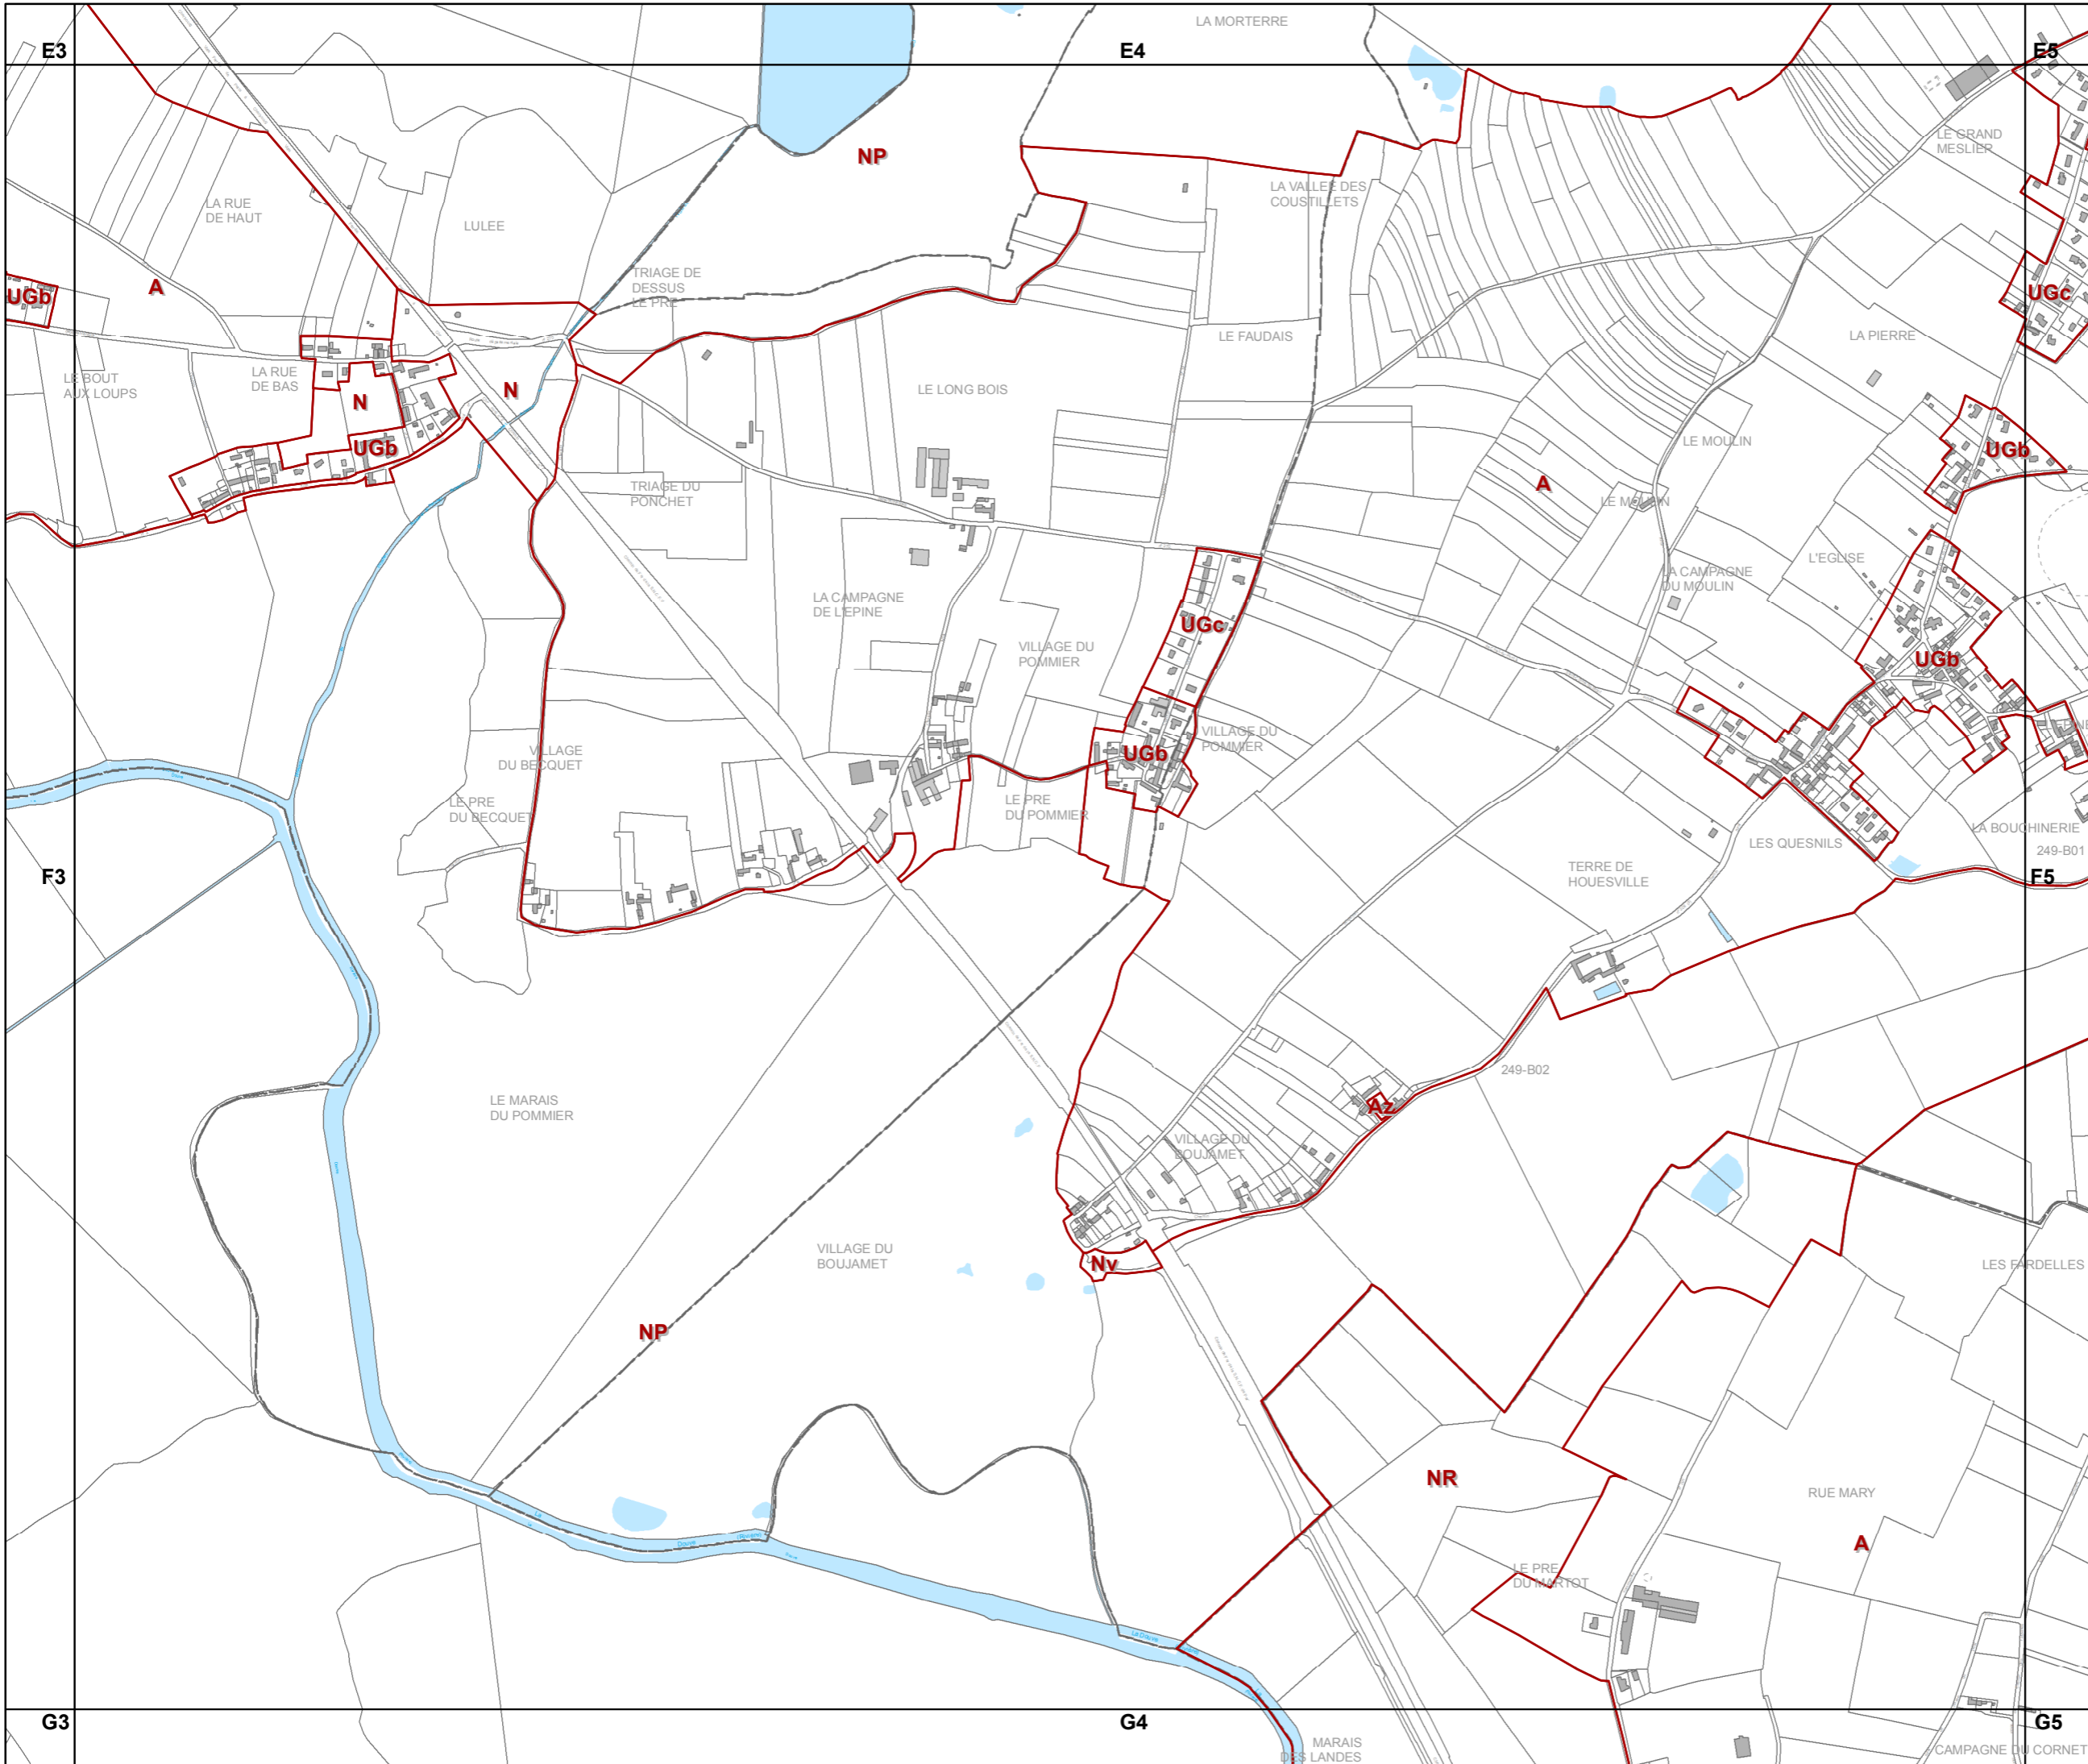 LA MORTERRE
E3
E4
E5
LE GRAND
MESLIER
NP
LA VALLEE DES
COUSTILLETS
LA RUE
DE HAUT
LULEE
TRIAGE DE
DESSUS
LE PRE
A
UGb
UGc
LE FAUDAIS
LA PIERRE
LE BOUT
AUX LOUPS
LA RUE
DE BAS
N
N
LE LONG BOIS
UGb
LE MOULIN
UGb
TRIAGE DU
PONCHET
A
LE MOULIN
L'EGLISE
LA CAMPAGNE
DU MOULIN
LA CAMPAGNE
DE L'EPINE
UGc
VILLAGE DU
POMMIER
UGb
VILLAGE
DU BECQUET
UGb
VILLAGE DU
POMMIER
LE PRE
DU BECQUET
LE PRE
DU POMMIER
LA BOUCHINERIE
LES QUESNILS
249-B01
F3
TERRE DE
HOUESVILLE
F5
249-B02
LE MARAIS
DU POMMIER
Az
VILLAGE DU
BOUJAMET
VILLAGE DU
BOUJAMET
Nv
LES FARDELLES
NP
NR
RUE MARY
A
La
Douve
(Rivière)
LE PRE
DU MARTOT
La Douve
G3
G4
G5
MARAIS
DES LANDES
CAMPAGNE DU CORNET